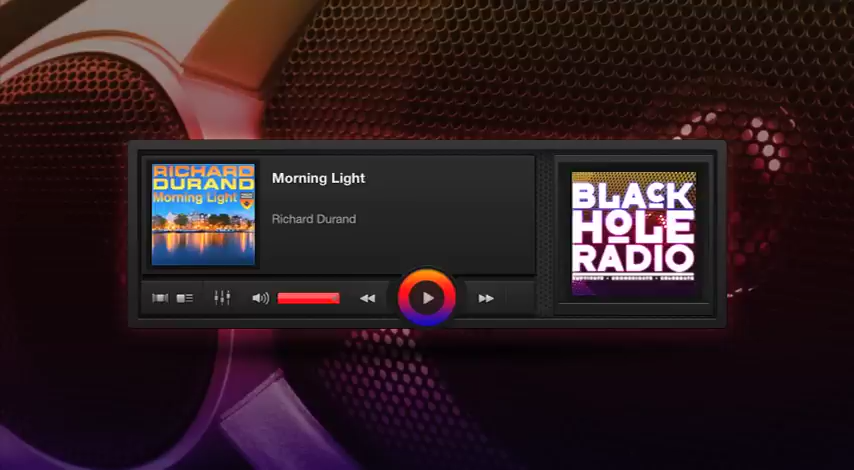 RICHARD
DURAND
Morning Light
Morning Light
Richard Durand
BLACK
HOLE
RADIO